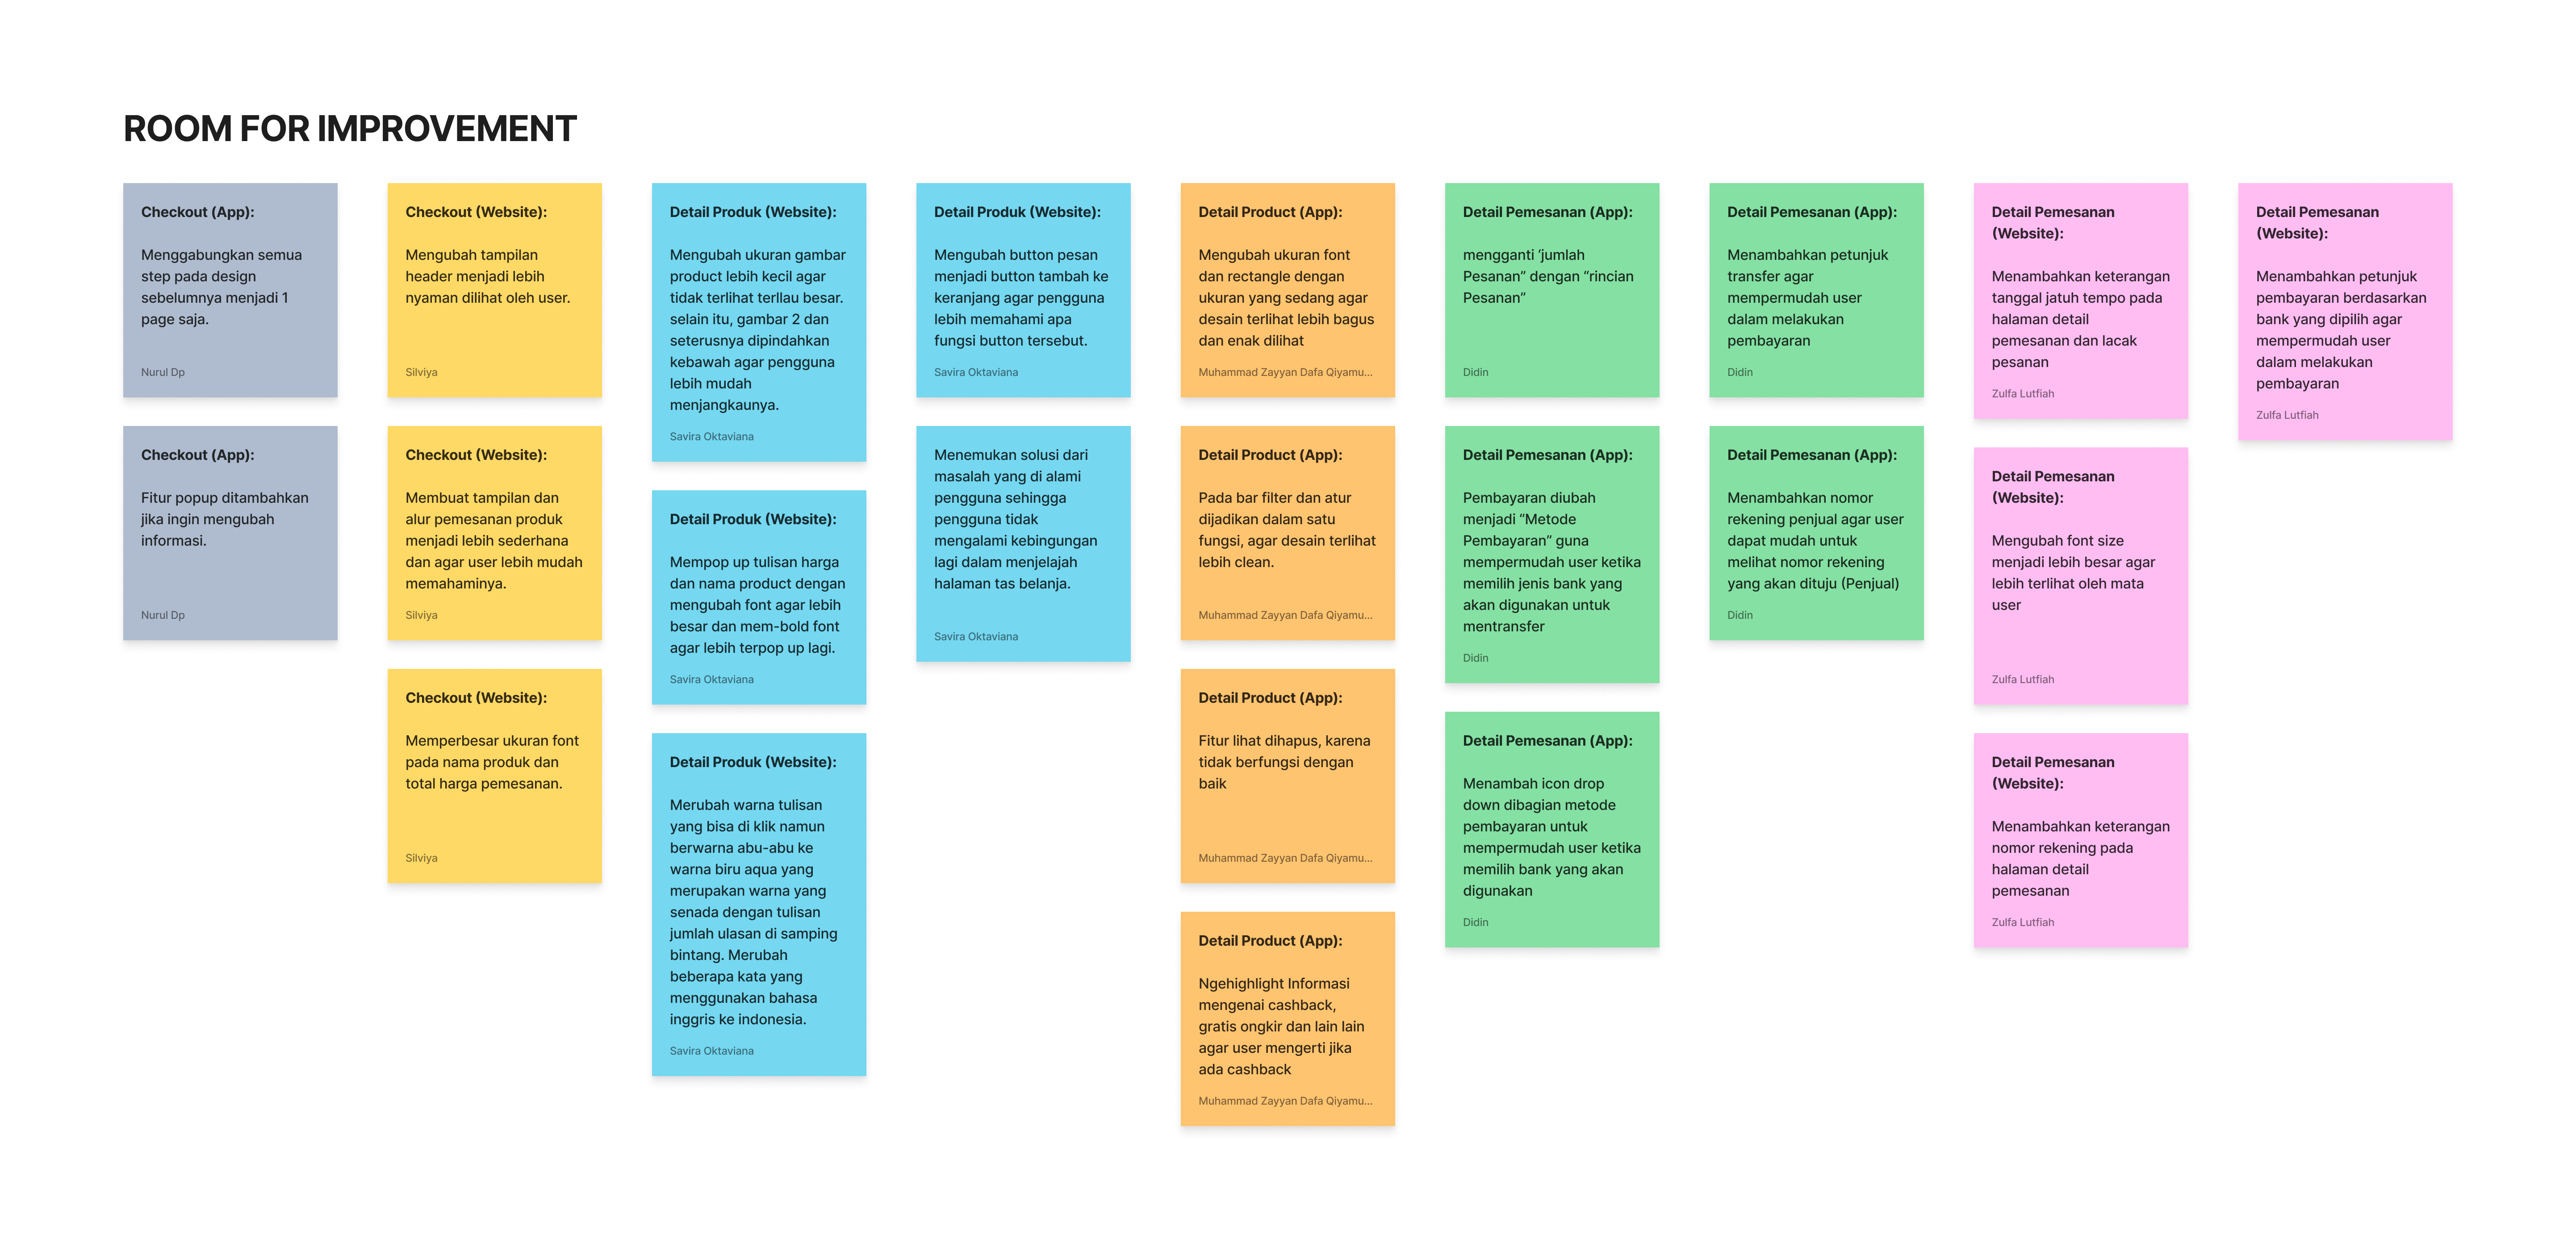 ROOM FOR IMPROVEMENT
Checkout (App):
Menggabungkan semua
step pada design
sebelumnya menjadi 1
page saja.
Nurul Dp
Checkout (App):
Fitur popup ditambahkan
jika ingin mengubah
informasi.
Nurul Dp
Checkout (Website):
Mengubah tampilan
header menjadi lebih
nyaman dilihat oleh user.
Silviya
Checkout (Website):
Membuat tampilan dan
alur pemesanan produk
menjadi lebih sederhana
dan agar user lebih mudah
memahaminya.
Silviya
Checkout (Website):
Memperbesar ukuran font
pada nama produk dan
total harga pemesanan.
Silviya
Detail Produk (Website):
Mengubah ukuran gambar
product lebih kecil agar
tidak terlihat terllau besar.
selain itu, gambar 2 dan
seterusnya dipindahkan
kebawah agar pengguna
lebih mudah
menjangkaunya.
Savira Oktaviana
Detail Produk (Website):
Mempop up tulisan harga
dan nama product dengan
mengubah font agar lebih
besar dan mem-bold font
agar lebih terpop up lagi.
Savira Oktaviana
Detail Produk (Website):
Merubah warna tulisan
yang bisa di klik namun
berwarna abu-abu ke
warna biru aqua yang
merupakan warna yang
senada dengan tulisan
jumlah ulasan di samping
bintang. Merubah
beberapa kata yang
menggunakan bahasa
inggris ke indonesia.
Savira Oktaviana
Detail Produk (Website):
Mengubah button pesan
menjadi button tambah ke
keranjang agar pengguna
lebih memahami apa
fungsi button tersebut.
Savira Oktaviana
Menemukan solusi dari
masalah yang di alami
pengguna sehingga
pengguna tidak
mengalami kebingungan
lagi dalam menjelajah
halaman tas belanja.
Savira Oktaviana
Detail Product (App):
Mengubah ukuran font
dan rectangle dengan
ukuran yang sedang agar
desain terlihat lebih bagus
dan enak dilihat
Muhammad Zayyan Dafa Qiyamu...
Detail Product (App):
Pada bar filter dan atur
dijadikan dalam satu
fungsi, agar desain terlihat
lebih clean.
Muhammad Zayyan Dafa Qiyamu...
Detail Product (App):
Fitur lihat dihapus, karena
tidak berfungsi dengan
baik
Muhammad Zayyan Dafa Qiyamu...
Detail Product (App):
Ngehighlight Informasi
mengenai cashback,
gratis ongkir dan lain lain
agar user mengerti jika
ada cashback
Muhammad Zayyan Dafa Qiyamu...
Detail Pemesanan (App):
mengganti ‘jumlah
Pesanan” dengan “rincian
Pesanan”
Didin
Detail Pemesanan (App):
Pembayaran diubah
menjadi “Metode
Pembayaran” guna
mempermudah user ketika
memilih jenis bank yang
akan digunakan untuk
mentransfer
Didin
Detail Pemesanan (App):
Menambah icon drop
down dibagian metode
pembayaran untuk
mempermudah user ketika
memilih bank yang akan
digunakan
Didin
Detail Pemesanan (App):
Menambahkan petunjuk
transfer agar
mempermudah user
dalam melakukan
pembayaran
Didin
Detail Pemesanan (App):
Menambahkan nomor
rekening penjual agar user
dapat mudah untuk
melihat nomor rekening
yang akan dituju (Penjual)
Didin
Detail Pemesanan
(Website):
Menambahkan keterangan
tanggal jatuh tempo pada
halaman detail
pemesanan dan lacak
pesanan
Zulfa Lutfiah
Detail Pemesanan
(Website):
Mengubah font size
menjadi lebih besar agar
lebih terlihat oleh mata
user
Zulfa Lutfiah
Detail Pemesanan
(Website):
Menambahkan keterangan
nomor rekening pada
halaman detail
pemesanan
Zulfa Lutfiah
Detail Pemesanan
(Website):
Menambahkan petunjuk
pembayaran berdasarkan
bank yang dipilih agar
mempermudah user
dalam melakukan
pembayaran
Zulfa Lutfiah